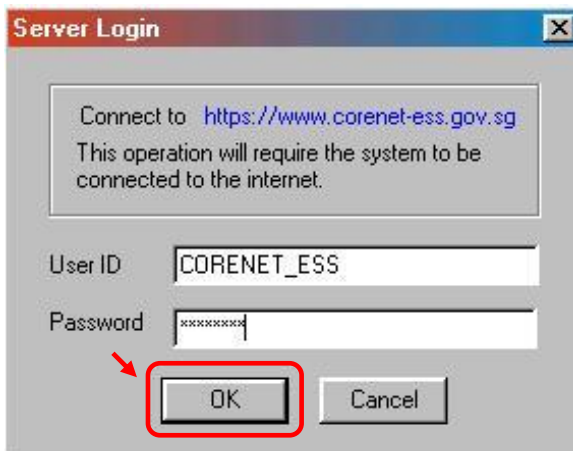 Server Login
Connect to https://www.corenet-ess.gov.sg
This operation will require the system to be
connected to the internet.
User ID CORENET_ESS
Password ********
OK Cancel